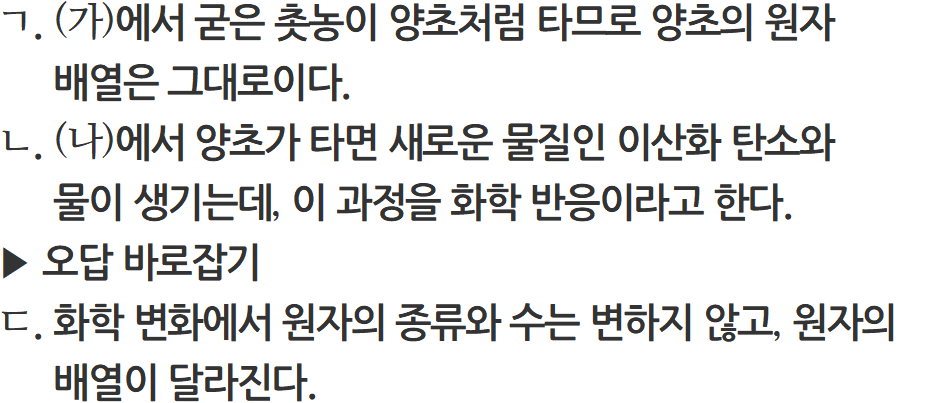 ㄱ. (가)에서 굳은 촛농이 양초처럼 타므로 양초의 원자
배열은 그대로이다.
ㄴ. (나)에서 양초가 타면 새로운 물질인 이산화 탄소와
물이 생기는데, 이 과정을 화학 반응이라고 한다.
▶ 오답 바로잡기
ㄷ. 화학 변화에서 원자의 종류와 수는 변하지 않고, 원자의
배열이 달라진다.